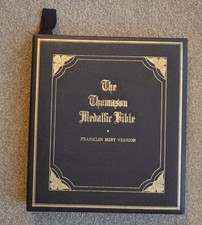 The
Thomason
Medallic Bible
FRANKLIN MINT VERSION